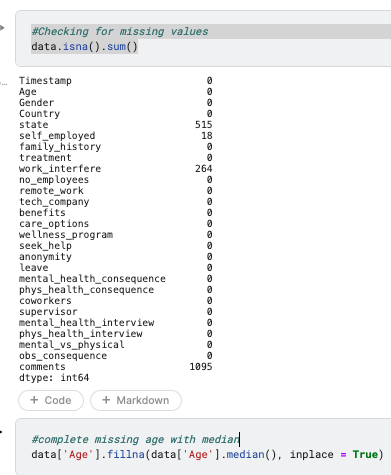 #Checking for missing values
data.isna().sum()
Timestamp 0
Age 0
Gender 0
Country 0
state 515
self_employed 18
family_history 0
treatment 0
work_interfere 264
no_employees 0
remote_work 0
tech_company 0
benefits 0
care_options 0
wellness_program 0
seek_help 0
anonymity 0
leave 0
mental_health_consequence 0
phys_health_consequence 0
coworkers 0
supervisor 0
mental_health_interview 0
phys_health_interview 0
mental_vs_physical 0
obs_consequence 0
comments 1095
dtype: int64
+ Code + Markdown
#complete missing age with median
data['Age'].fillna(data['Age'].median(), inplace = True)